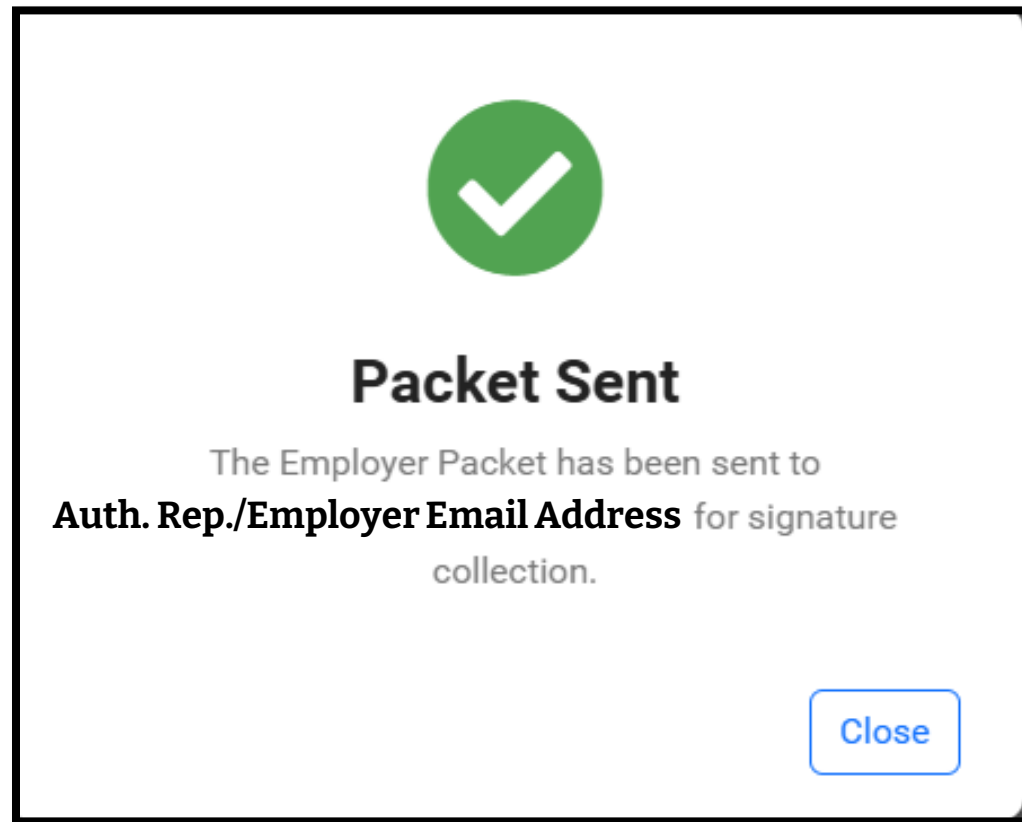 Packet Sent
The Employer Packet has been sent to
Auth. Rep./Employer Email Address for signature
collection.
Close